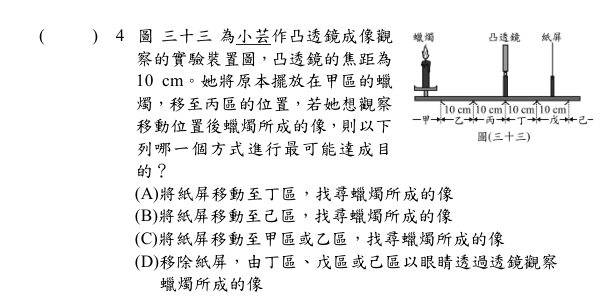 (　　) 4 圖 三十三 為小芸作凸透鏡成像觀
察的實驗裝置圖，凸透鏡的焦距為
10 cm。她將原本擺放在甲區的蠟
燭，移至丙區的位置，若她想觀察
移動位置後蠟燭所成的像，則以下
列哪一個方式進行最可能達成目
的？
(A)將紙屏移動至丁區，找尋蠟燭所成的像
(B)將紙屏移動至己區，找尋蠟燭所成的像
(C)將紙屏移動至甲區或乙區，找尋蠟燭所成的像
(D)移除紙屏，由丁區、戊區或己區以眼睛透過透鏡觀察
蠟燭所成的像
蠟燭 凸透鏡 紙屏
10 cm 10 cm 10 cm 10 cm
甲 乙 丙 丁 戊 己
圖(三十三)